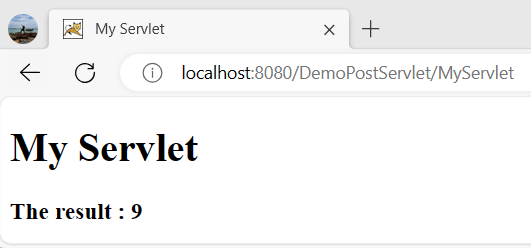 My Servlet
localhost:8080/DemoPostServlet/MyServlet
My Servlet
The result : 9